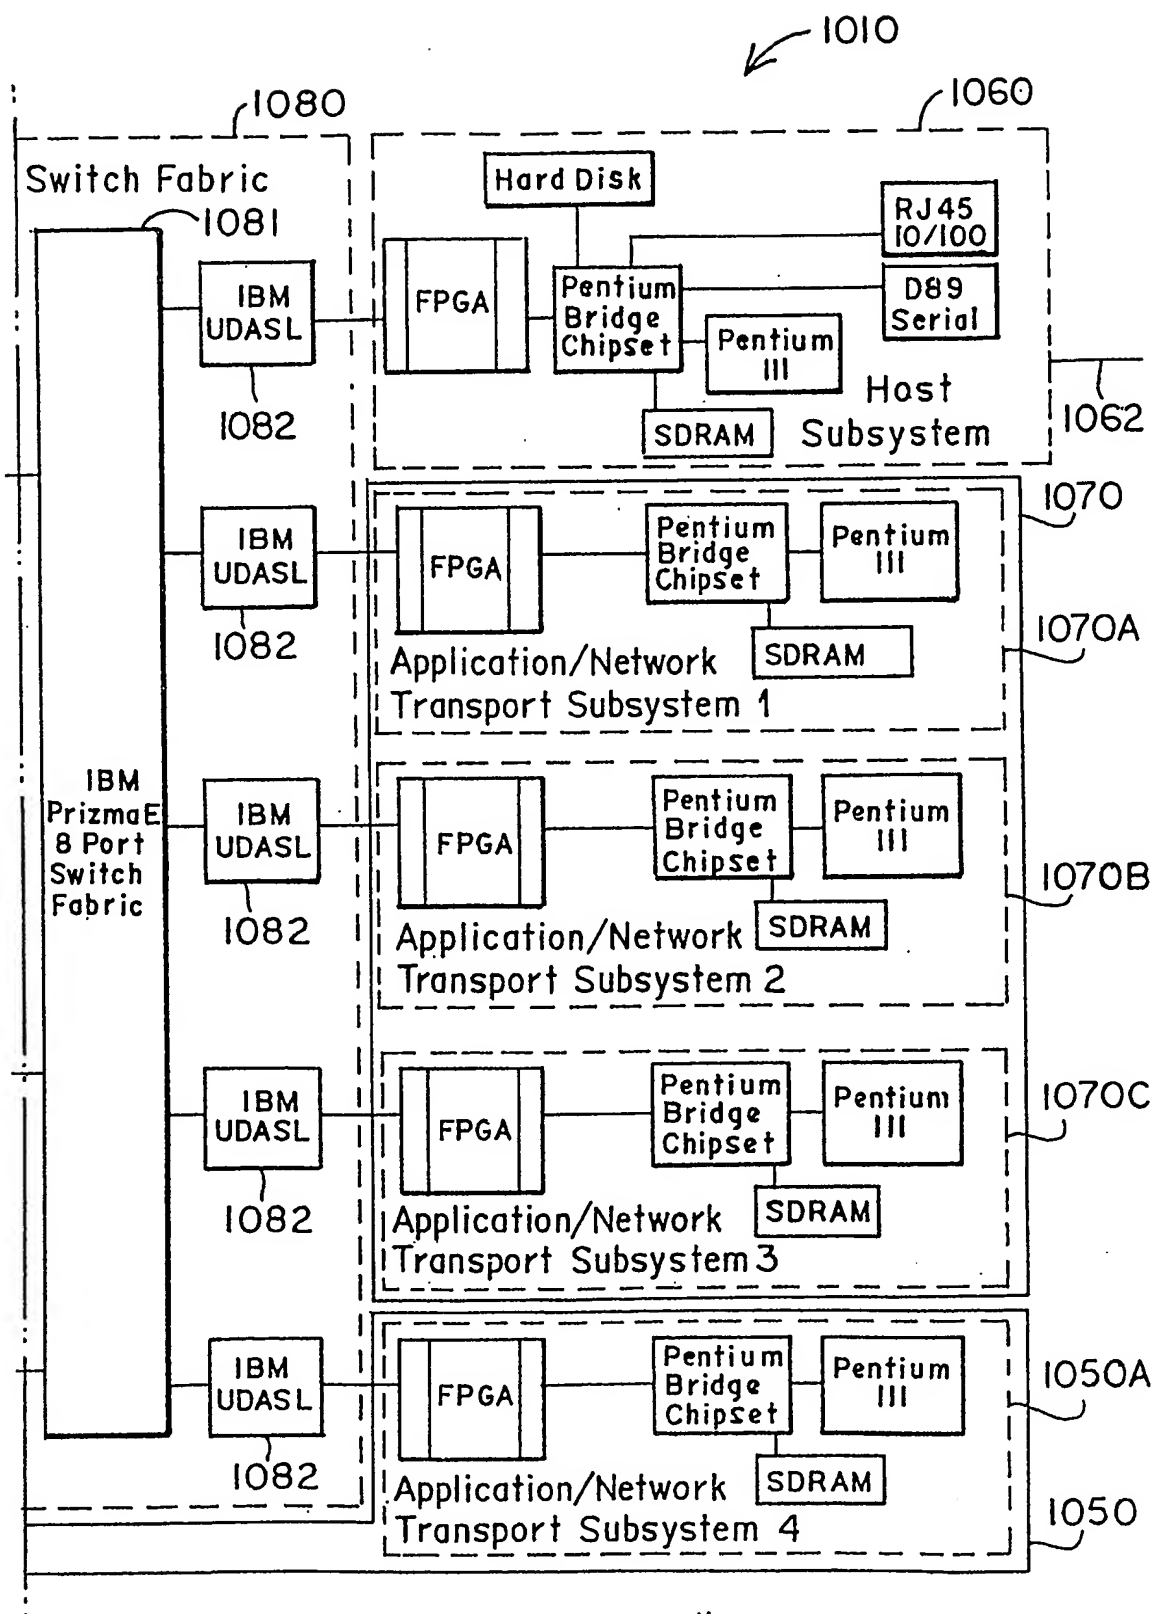 1010
1080
1060
Switch Fabric
1081
Hard Disk
RJ45
10/100
IBM
UDASL
FPGA
Pentium
Bridge
Chipset
D89
Serial
Pentium
III
1082
SDRAM
Host
Subsystem
1062
1070
IBM
UDASL
FPGA
Pentium
Bridge
Chipset
Pentium
III
1082
SDRAM
1070A
Application/Network
Transport Subsystem 1
IBM
PrizmaE
8 Port
Switch
Fabric
IBM
UDASL
FPGA
Pentium
Bridge
Chipset
Pentium
III
1070B
1082
SDRAM
Application/Network
Transport Subsystem 2
IBM
UDASL
FPGA
Pentium
Bridge
Chipset
Pentium
III
1070C
1082
SDRAM
Application/Network
Transport Subsystem 3
IBM
UDASL
FPGA
Pentium
Bridge
Chipset
Pentium
III
1050A
1082
SDRAM
Application/Network
Transport Subsystem 4
1050